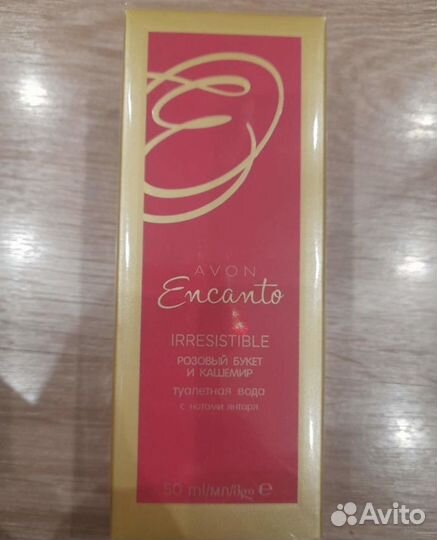 AVON
Encanto
IRRESISTIBLE
РОЗОВЫЙ БУКЕТ
И КАШЕМИР
туалетная вода
с нотами янтаря
50 ml/мл/
Avito